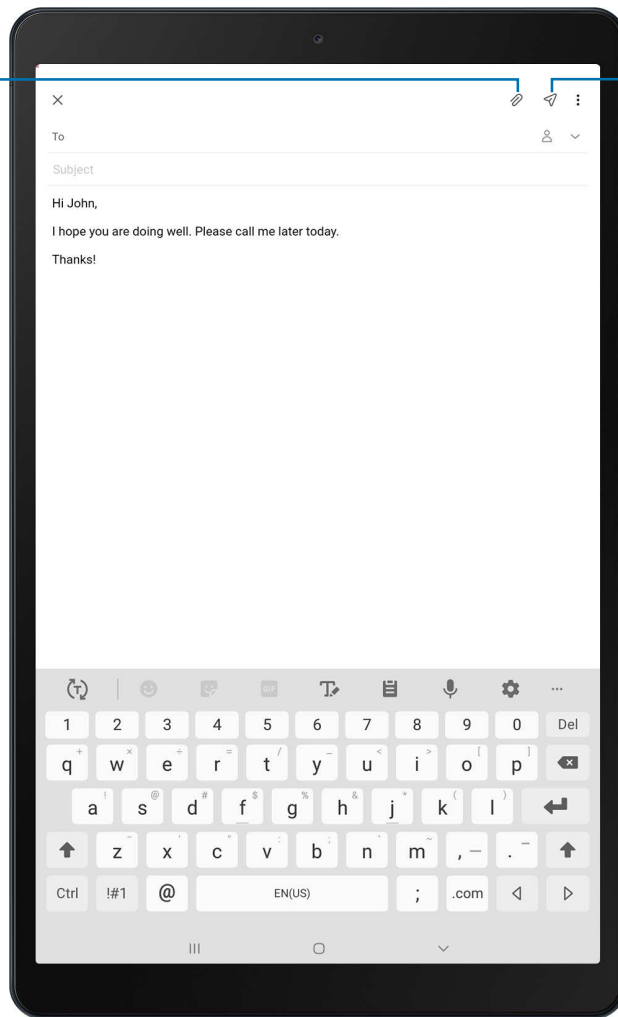 To
Subject
Hi John,
I hope you are doing well. Please call me later today.
Thanks!
T GIF T
1 2 3 4 5 6 7 8 9 0 Del
q + w × e ÷ r = t / y _ u < i > o [ p ]
a ! s @ d # f $ g % h & j * k ( l )
z - x ' c " v : b ; n ` m ~ , — . –
Ctrl !#1 @ EN(US) ; .com